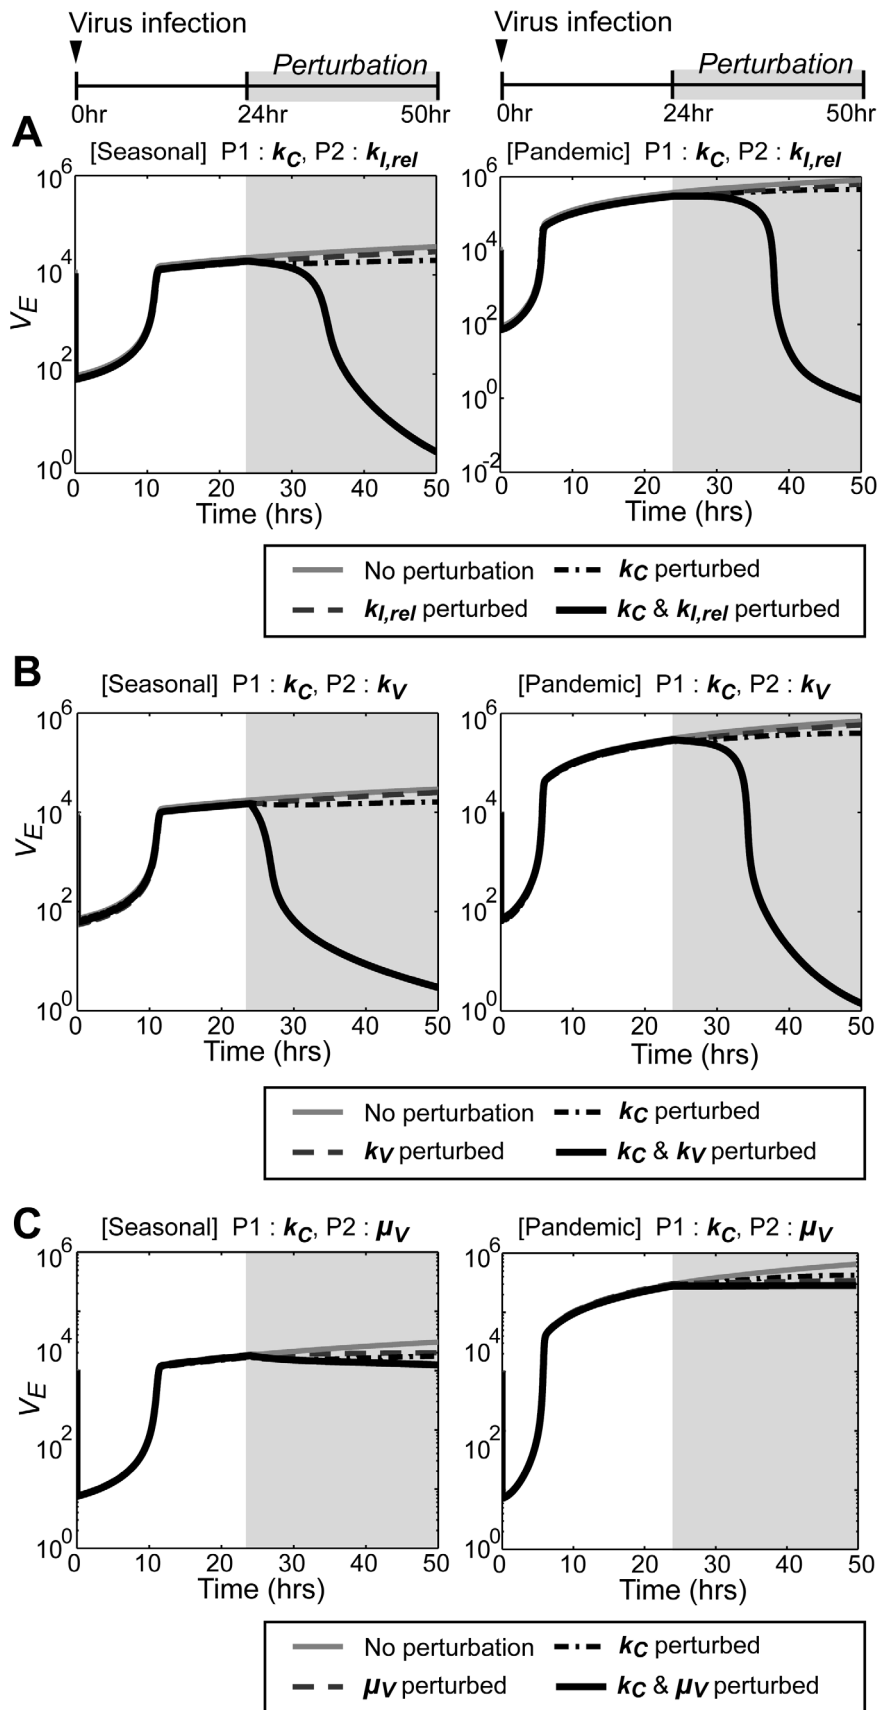 Virus infection
Virus infection
Perturbation
Perturbation
0hr 24hr 50hr
0hr 24hr 50hr
A
[Seasonal] P1 : kC, P2 : kI,rel
[Pandemic] P1 : kC, P2 : kI,rel
10^6
10^4
10^2
10^0
VE
0 10 20 30 40 50
Time (hrs)
10^6
10^4
10^2
10^0
10^-2
0 10 20 30 40 50
Time (hrs)
No perturbation
kC perturbed
kI,rel perturbed
kC & kI,rel perturbed
B
[Seasonal] P1 : kC, P2 : kV
[Pandemic] P1 : kC, P2 : kV
10^6
10^4
10^2
10^0
VE
0 10 20 30 40 50
Time (hrs)
10^6
10^4
10^2
10^0
0 10 20 30 40 50
Time (hrs)
No perturbation
kC perturbed
kV perturbed
kC & kV perturbed
C
[Seasonal] P1 : kC, P2 : μV
[Pandemic] P1 : kC, P2 : μV
10^6
10^4
10^2
10^0
VE
0 10 20 30 40 50
Time (hrs)
10^6
10^4
10^2
10^0
0 10 20 30 40 50
Time (hrs)
No perturbation
kC perturbed
μV perturbed
kC & μV perturbed